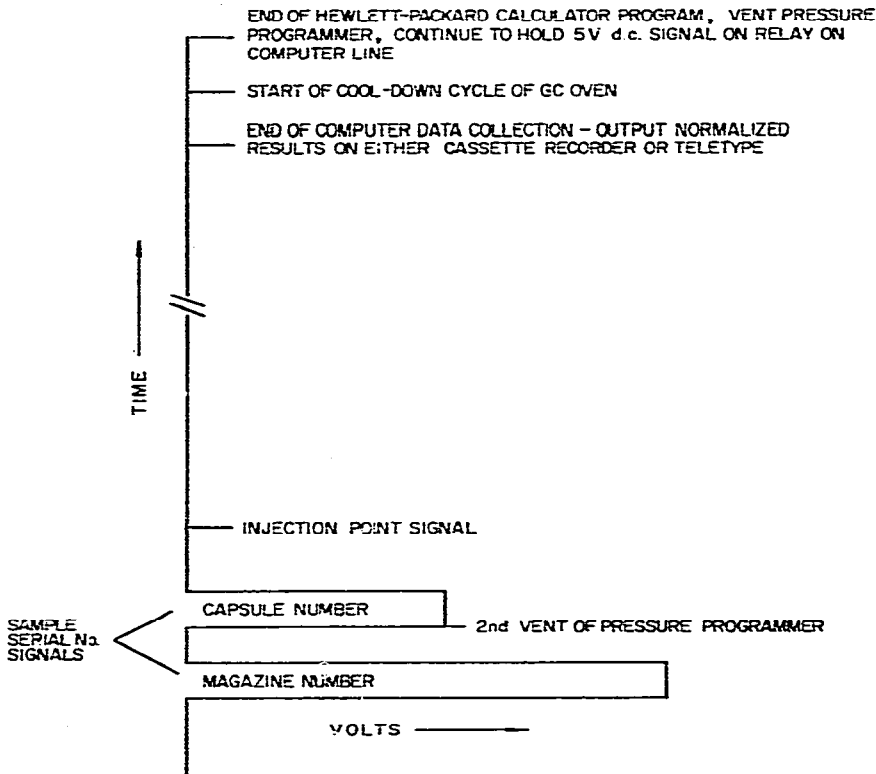 END OF HEWLETT-PACKARD CALCULATOR PROGRAM, VENT PRESSURE
PROGRAMMER, CONTINUE TO HOLD 5V d.c. SIGNAL ON RELAY ON
COMPUTER LINE
START OF COOL-DOWN CYCLE OF GC OVEN
END OF COMPUTER DATA COLLECTION - OUTPUT NORMALIZED
RESULTS ON EITHER CASSETTE RECORDER OR TELETYPE
TIME
INJECTION POINT SIGNAL
CAPSULE NUMBER
SAMPLE
SERIAL No.
SIGNALS
2nd VENT OF PRESSURE PROGRAMMER
MAGAZINE NUMBER
VOLTS